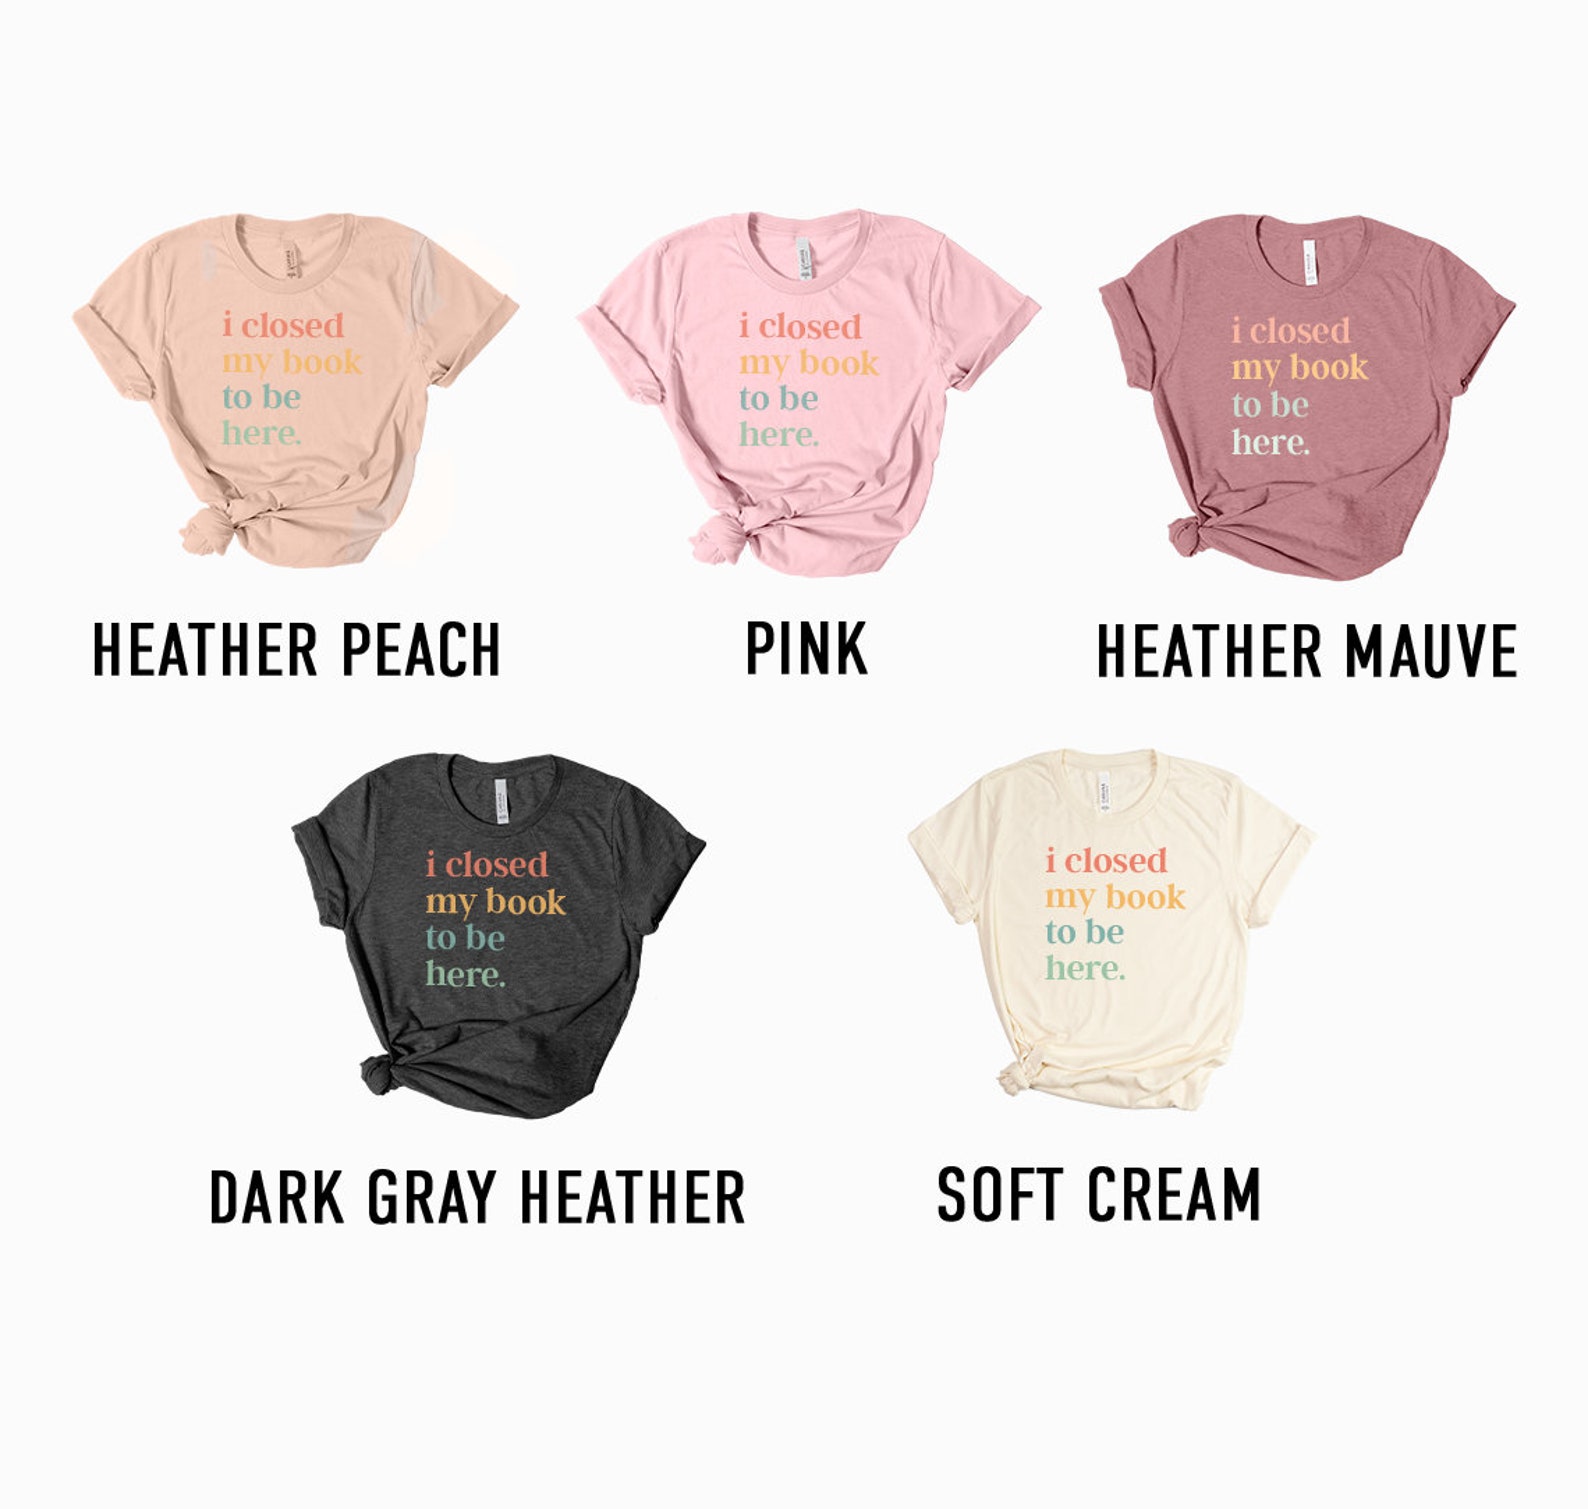 i closed
my book
to be
here.
HEATHER PEACH
i closed
my book
to be
here.
PINK
i closed
my book
to be
here.
HEATHER MAUVE
i closed
my book
to be
here.
DARK GRAY HEATHER
i closed
my book
to be
here.
SOFT CREAM